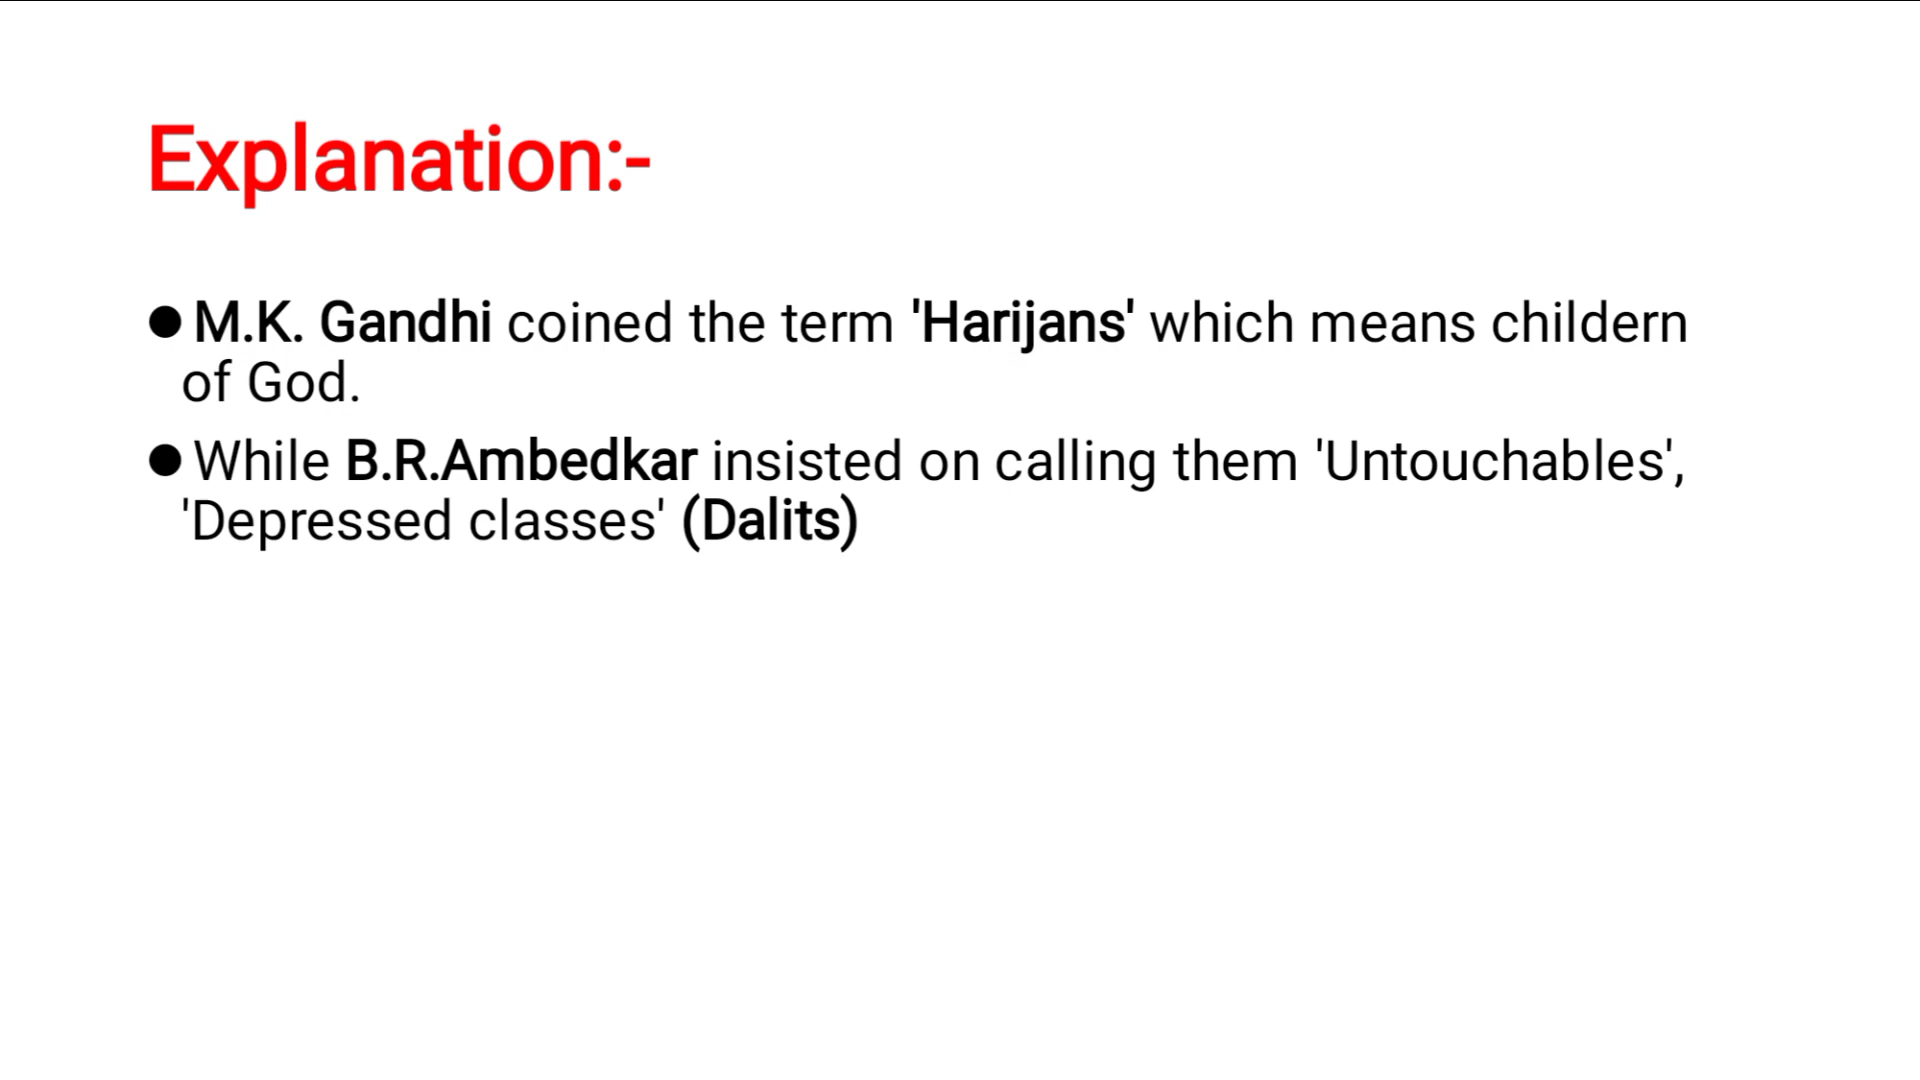 Explanation:-
● M.K. Gandhi coined the term 'Harijans' which means childern
of God.
● While B.R.Ambedkar insisted on calling them 'Untouchables',
'Depressed classes' (Dalits)